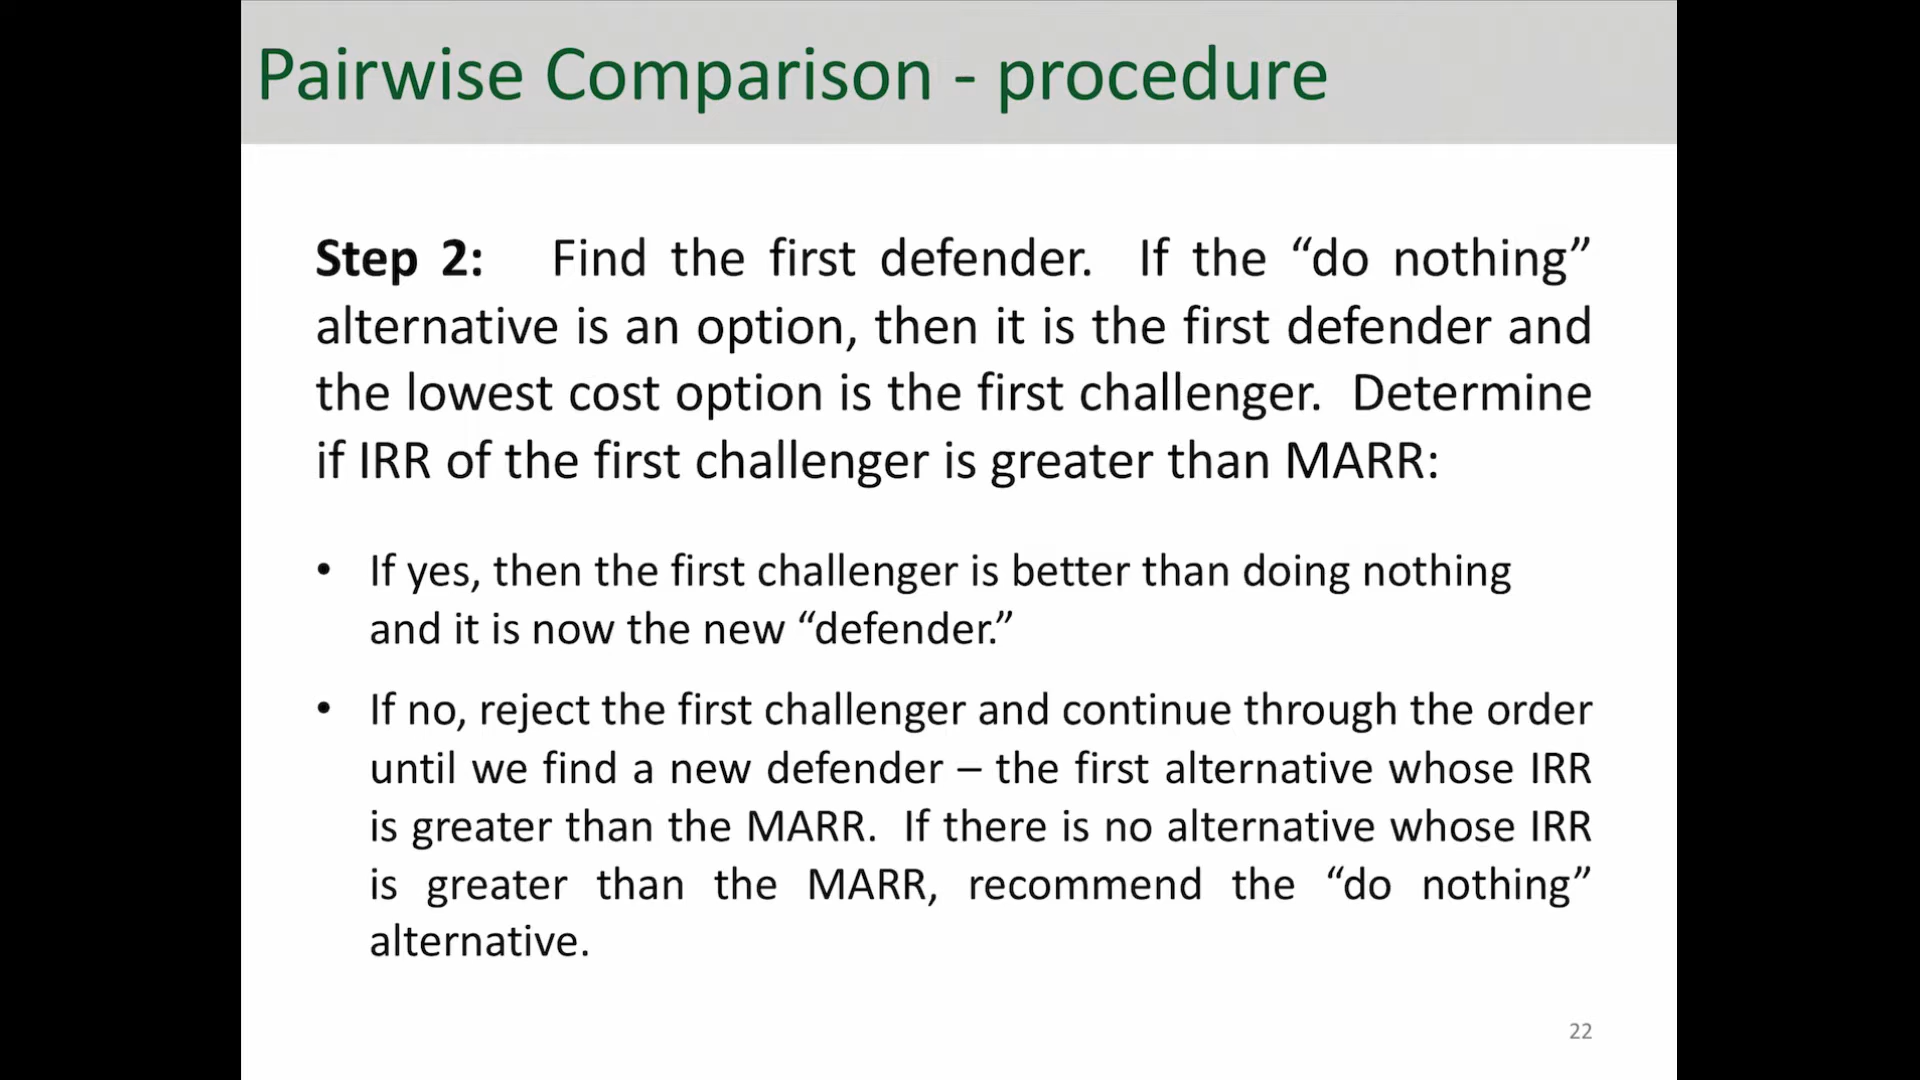 Pairwise Comparison - procedure
Step 2: Find the first defender. If the “do nothing”
alternative is an option, then it is the first defender and
the lowest cost option is the first challenger. Determine
if IRR of the first challenger is greater than MARR:
• If yes, then the first challenger is better than doing nothing
and it is now the new “defender.”
• If no, reject the first challenger and continue through the order
until we find a new defender – the first alternative whose IRR
is greater than the MARR. If there is no alternative whose IRR
is greater than the MARR, recommend the “do nothing”
alternative.
22